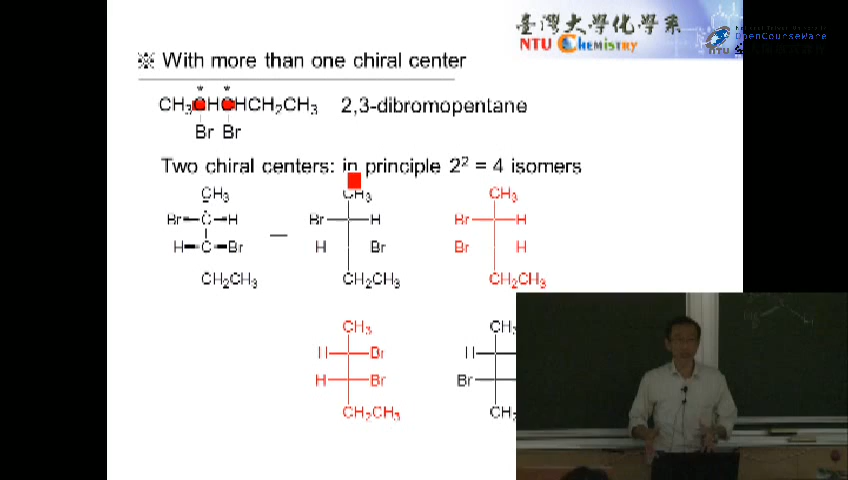 臺灣大學化學系
NTU Chemistry
OpenCourseWare
NTU
※ With more than one chiral center
* *
CH₃CHCHCH₂CH₃ 2,3-dibromopentane
Br Br
Two chiral centers: in principle 2² = 4 isomers
CH₃ CH₃ CH₃
Br C H Br H Br H
H C Br H Br Br H
CH₂CH₃ CH₂CH₃ CH₂CH₃
CH₃ CH₃
H Br H
H Br Br
CH₂CH₃ CH₂